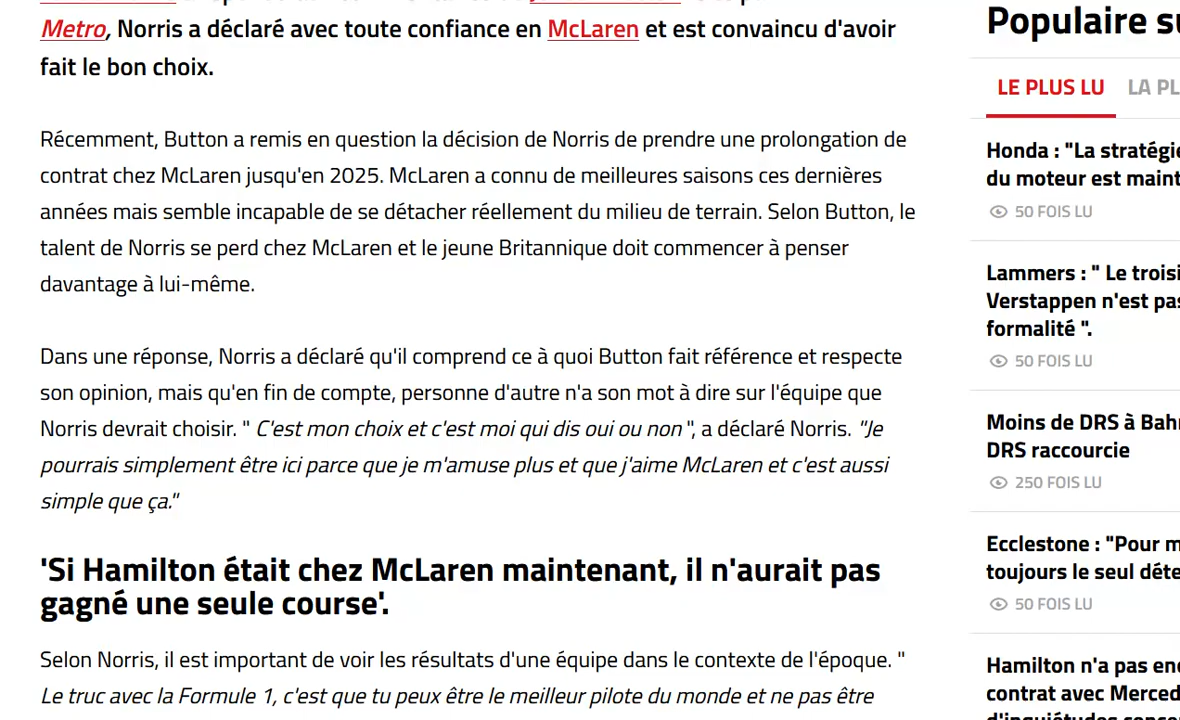 Metro, Norris a déclaré avec toute confiance en McLaren et est convaincu d'avoir
fait le bon choix.
Récemment, Button a remis en question la décision de Norris de prendre une prolongation de
contrat chez McLaren jusqu'en 2025. McLaren a connu de meilleures saisons ces dernières
années mais semble incapable de se détacher réellement du milieu de terrain. Selon Button, le
talent de Norris se perd chez McLaren et le jeune Britannique doit commencer à penser
davantage à lui-même.
Dans une réponse, Norris a déclaré qu'il comprend ce à quoi Button fait référence et respecte
son opinion, mais qu'en fin de compte, personne d'autre n'a son mot à dire sur l'équipe que
Norris devrait choisir. " C'est mon choix et c'est moi qui dis oui ou non ", a déclaré Norris. "Je
pourrais simplement être ici parce que je m'amuse plus et que j'aime McLaren et c'est aussi
simple que ça."
'Si Hamilton était chez McLaren maintenant, il n'aurait pas
gagné une seule course'.
Selon Norris, il est important de voir les résultats d'une équipe dans le contexte de l'époque. "
Le truc avec la Formule 1, c'est que tu peux être le meilleur pilote du monde et ne pas être
Populaire
LE PLUS LU LA
Honda : "La stratégie
du moteur est maint
50 FOIS LU
Lammers : " Le troisi
Verstappen n'est pas
formalité ".
50 FOIS LU
Moins de DRS à Bahr
DRS raccourcie
250 FOIS LU
Ecclestone : "Pour m
toujours le seul déte
50 FOIS LU
Hamilton n'a pas enc
contrat avec Merced